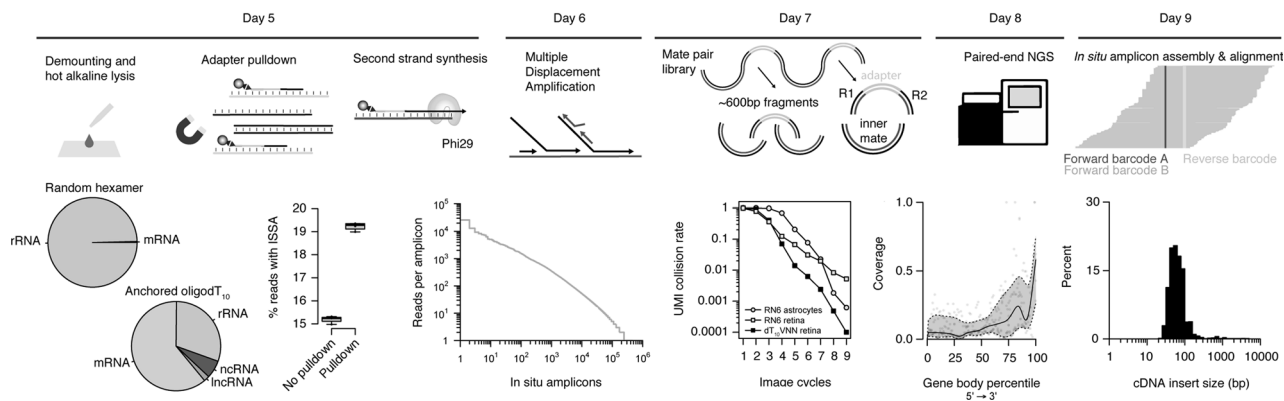 Day 5
Day 6
Day 7
Day 8
Day 9
Demounting and
hot alkaline lysis
Adapter pulldown
Second strand synthesis
Phi29
Multiple
Displacement
Amplification
Mate pair
library
~600bp fragments
adapter
R1
R2
inner
mate
Paired-end NGS
In situ amplicon assembly & alignment
Forward barcode A
Forward barcode B
Reverse barcode
Random hexamer
rRNA
mRNA
Anchored oligodT10
rRNA
mRNA
ncRNA
lncRNA
% reads with ISSA
20
19
18
17
16
15
No pulldown
Pulldown
Reads per amplicon
10^5
10^4
10^3
10^2
10^1
1
1
10^1
10^2
10^3
10^4
10^5
10^6
In situ amplicons
UMI collision rate
1
0.1
0.01
0.001
0.0001
RN6 astrocytes
RN6 retina
dT10VNN retina
1 2 3 4 5 6 7 8 9
Image cycles
Coverage
1.0
0.5
0.0
0 25 50 75 100
Gene body percentile
5' → 3'
Percent
30
15
0
1 100 10000
cDNA insert size (bp)